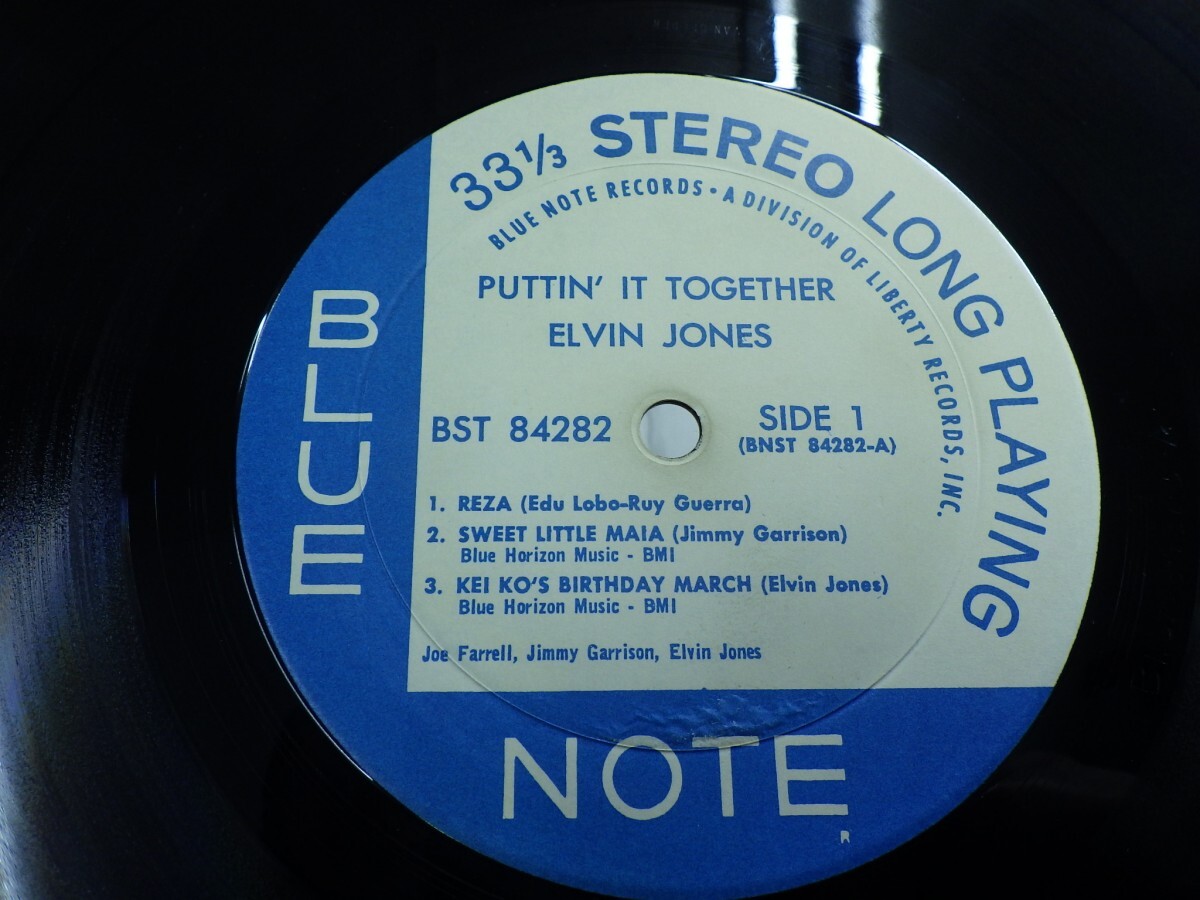 33 1/3 STEREO LONG PLAYING
BLUE NOTE RECORDS • A DIVISION OF LIBERTY RECORDS, INC.
PUTTIN' IT TOGETHER
ELVIN JONES
BST 84282
SIDE 1
(BNST 84282-A)
1. REZA (Edu Lobo-Ruy Guerra)
2. SWEET LITTLE MAIA (Jimmy Garrison)
Blue Horizon Music - BMI
3. KEI KO'S BIRTHDAY MARCH (Elvin Jones)
Blue Horizon Music - BMI
Joe Farrell, Jimmy Garrison, Elvin Jones
BLUE
NOTE
R